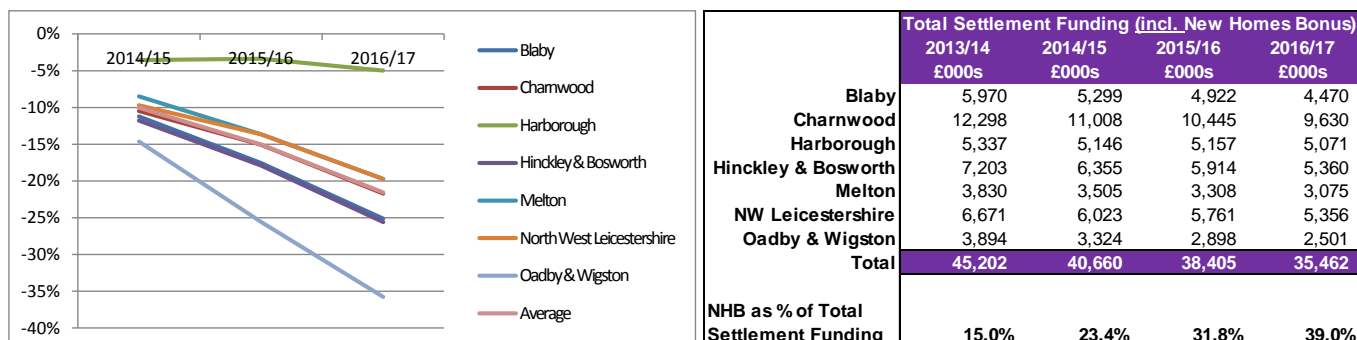 0%
-5%
-10%
-15%
-20%
-25%
-30%
-35%
-40%
2014/15 2015/16 2016/17
Blaby
Charnwood
Harborough
Hinckley & Bosworth
Melton
North West Leicestershire
Oadby & Wigston
Average
Total Settlement Funding (incl. New Homes Bonus)
2013/14 2014/15 2015/16 2016/17
£000s £000s £000s £000s
Blaby 5,970 5,299 4,922 4,470
Charnwood 12,298 11,008 10,445 9,630
Harborough 5,337 5,146 5,157 5,071
Hinckley & Bosworth 7,203 6,355 5,914 5,360
Melton 3,830 3,505 3,308 3,075
NW Leicestershire 6,671 6,023 5,761 5,356
Oadby & Wigston 3,894 3,324 2,898 2,501
Total 45,202 40,660 38,405 35,462
NHB as % of Total
Settlement Funding 15.0% 23.4% 31.8% 39.0%